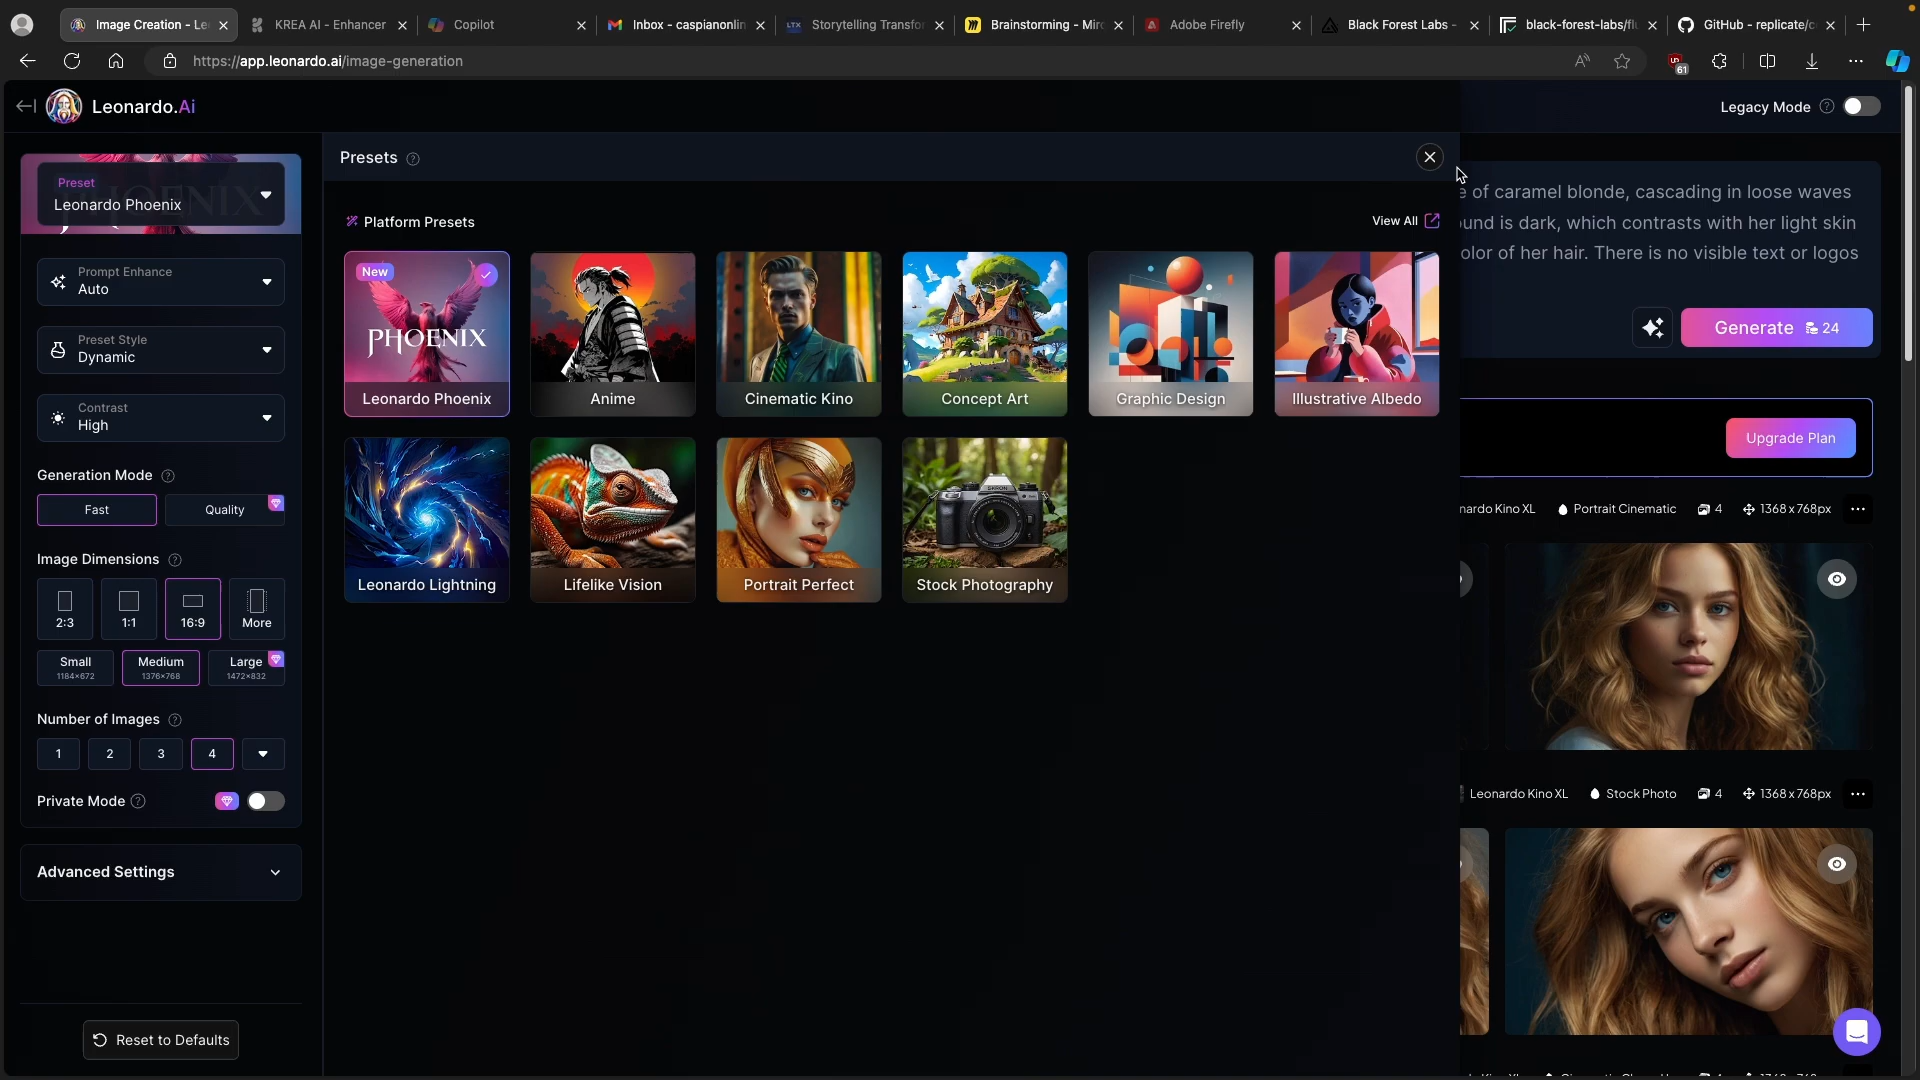 Image Creation - Le
KREA AI - Enhancer
Copilot
Inbox - caspianonlin
Storytelling Transfor
Brainstorming - Mirc
Adobe Firefly
Black Forest Labs -
black-forest-labs/fl
GitHub - replicate/c
https://app.leonardo.ai/image-generation
61
Leonardo.Ai
Legacy Mode
Presets
Preset
Leonardo Phoenix
Prompt Enhance
Auto
Preset Style
Dynamic
Contrast
High
Generation Mode
Fast
Quality
Image Dimensions
2:3
1:1
16:9
More
Small
1184×672
Medium
1376×768
Large
1472×832
Number of Images
1
2
3
4
Private Mode
Advanced Settings
Reset to Defaults
Platform Presets
View All
New
PHOENIX
Leonardo Phoenix
Anime
Cinematic Kino
Concept Art
Graphic Design
Illustrative Albedo
Leonardo Lightning
Lifelike Vision
Portrait Perfect
Stock Photography
e of caramel blonde, cascading in loose waves
und is dark, which contrasts with her light skin
olor of her hair. There is no visible text or logos
Generate 24
Upgrade Plan
nardo Kino XL
Portrait Cinematic
4
1368 x 768px
Leonardo Kino XL
Stock Photo
4
1368 x 768px